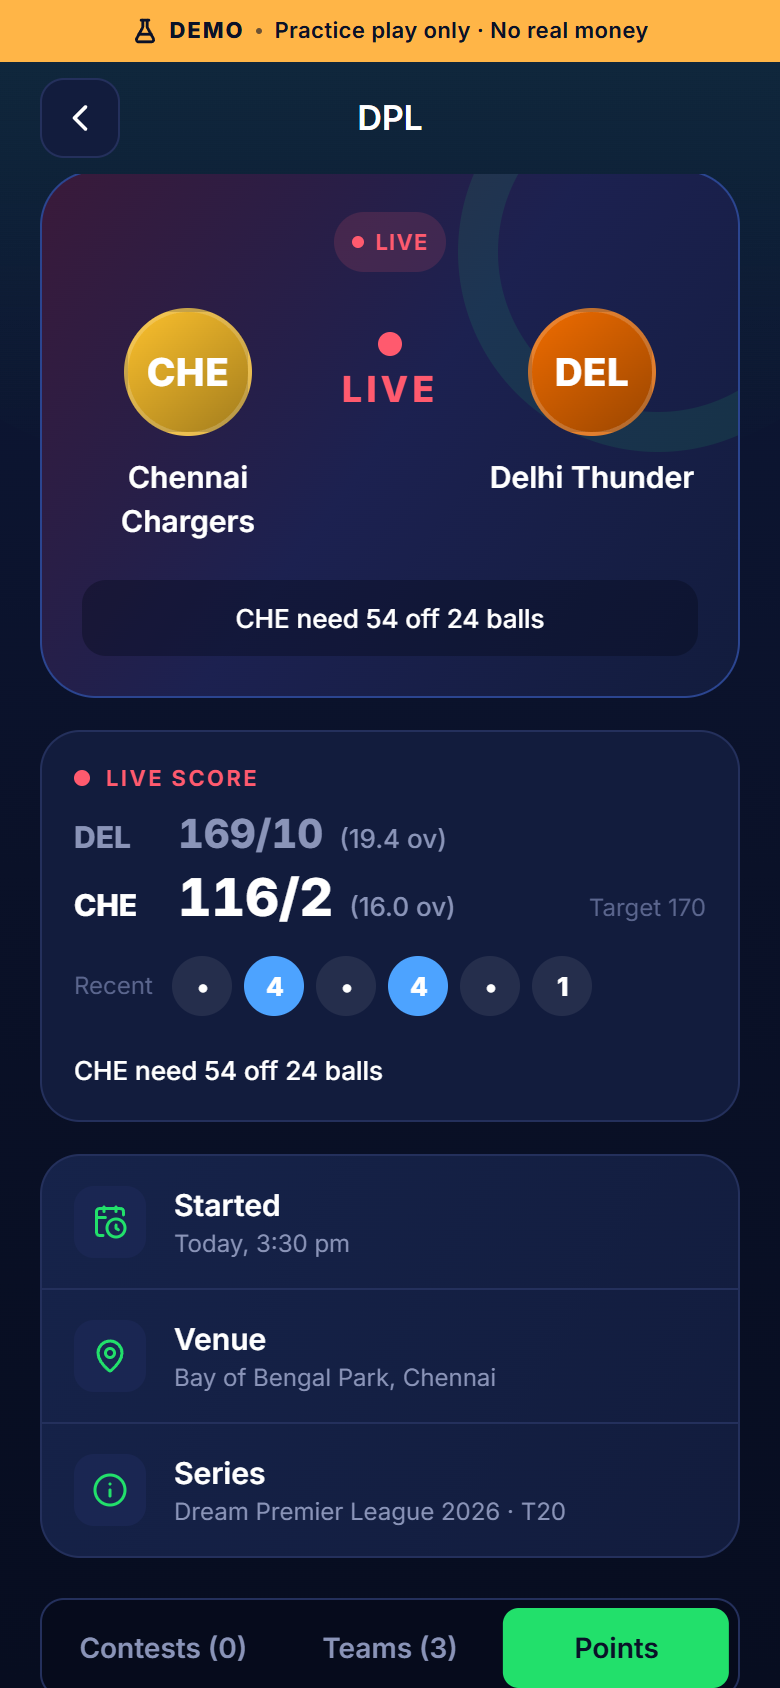 DEMO • Practice play only · No real money
DPL
LIVE
CHE
LIVE
DEL
Chennai
Chargers
Delhi Thunder
CHE need 54 off 24 balls
LIVE SCORE
DEL 169/10 (19.4 ov)
CHE 116/2 (16.0 ov) Target 170
Recent • 4 • 4 • 1
CHE need 54 off 24 balls
Started
Today, 3:30 pm
Venue
Bay of Bengal Park, Chennai
Series
Dream Premier League 2026 · T20
Contests (0) Teams (3) Points